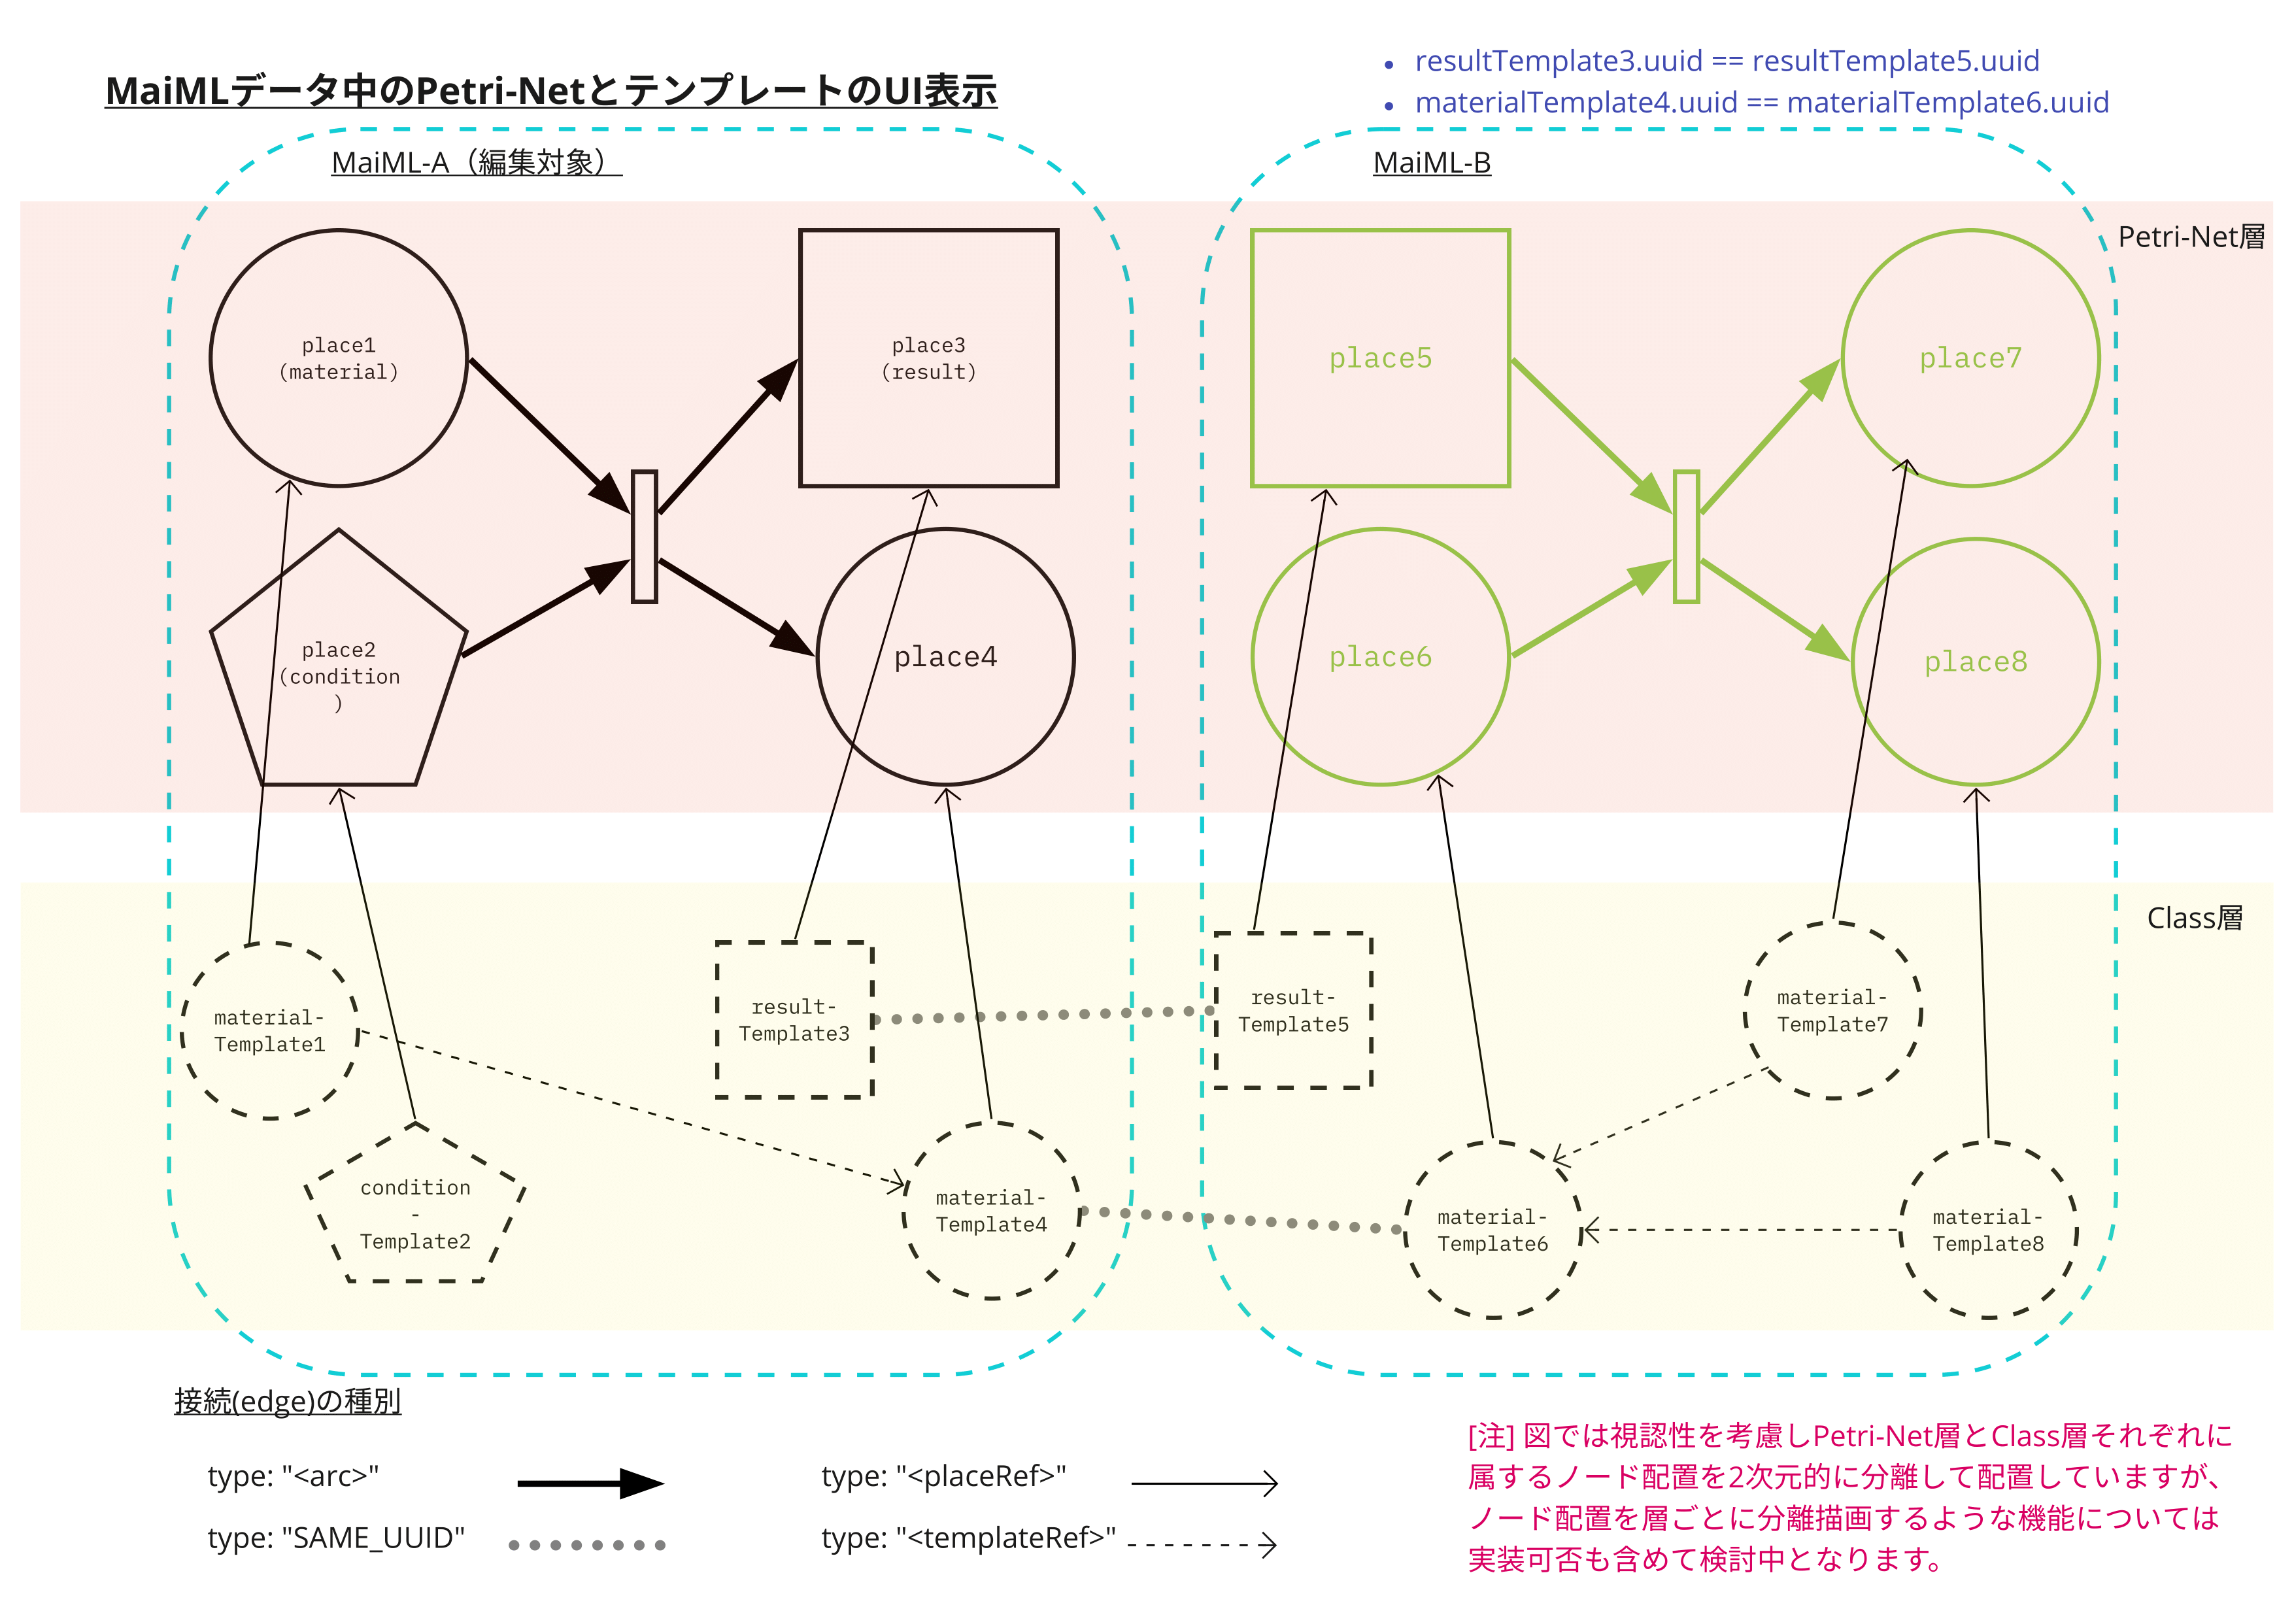 MaiMLデータ中のPetri-NetとテンプレートのUI表示
• resultTemplate3.uuid == resultTemplate5.uuid
• materialTemplate4.uuid == materialTemplate6.uuid
MaiML-A（編集対象）
MaiML-B
Petri-Net層
place1
(material)
place3
(result)
place5
place7
place2
(condition
)
place4
place6
place8
Class層
material-
Template1
result-
Template3
result-
Template5
material-
Template7
condition
-
Template2
material-
Template4
material-
Template6
material-
Template8
接続(edge)の種別
type: "<arc>"
type: "<placeRef>"
type: "SAME_UUID"
type: "<templateRef>"
[注] 図では視認性を考慮しPetri-Net層とClass層それぞれに
属するノード配置を2次元的に分離して配置していますが、
ノード配置を層ごとに分離描画するような機能については
実装可否も含めて検討中となります。